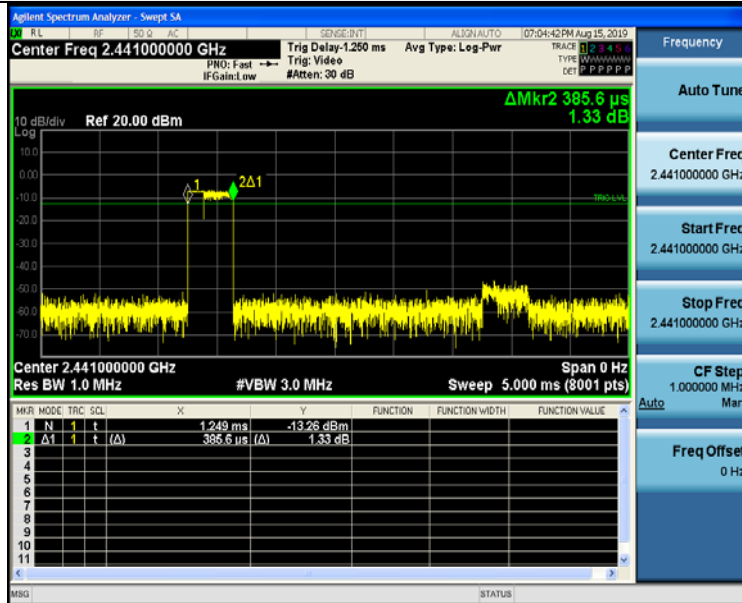 Agilent Spectrum Analyzer - Swept SA
LXI RL RF 50 Ω AC SENSE:INT ALIGN AUTO 07:04:42PM Aug 15, 2019
Center Freq 2.441000000 GHz
PNO: Fast
IFGain:Low
Trig Delay-1.250 ms
Trig: Video
#Atten: 30 dB
Avg Type: Log-Pwr
TRACE 1 2 3 4 5 6
TYPE WWWWWW
DET P P P P P P
ΔMkr2 385.6 µs
1.33 dB
10 dB/div Ref 20.00 dBm
Log
10.0
0.00
-10.0
-20.0
-30.0
-40.0
-50.0
-60.0
-70.0
1
2Δ1
TRIG LVL
Center 2.441000000 GHz Span 0 Hz
Res BW 1.0 MHz #VBW 3.0 MHz Sweep 5.000 ms (8001 pts)
MKR MODE TRC SCL X Y FUNCTION FUNCTION WIDTH FUNCTION VALUE
1 N 1 t 1.249 ms -13.26 dBm
2 Δ1 1 t (Δ) 385.6 us (Δ) 1.33 dB
3
4
5
6
7
8
9
10
11
MSG STATUS
Frequency
Auto Tune
Center Freq
2.441000000 GHz
Start Freq
2.441000000 GHz
Stop Freq
2.441000000 GHz
CF Step
1.000000 MHz
Auto Man
Freq Offset
0 Hz